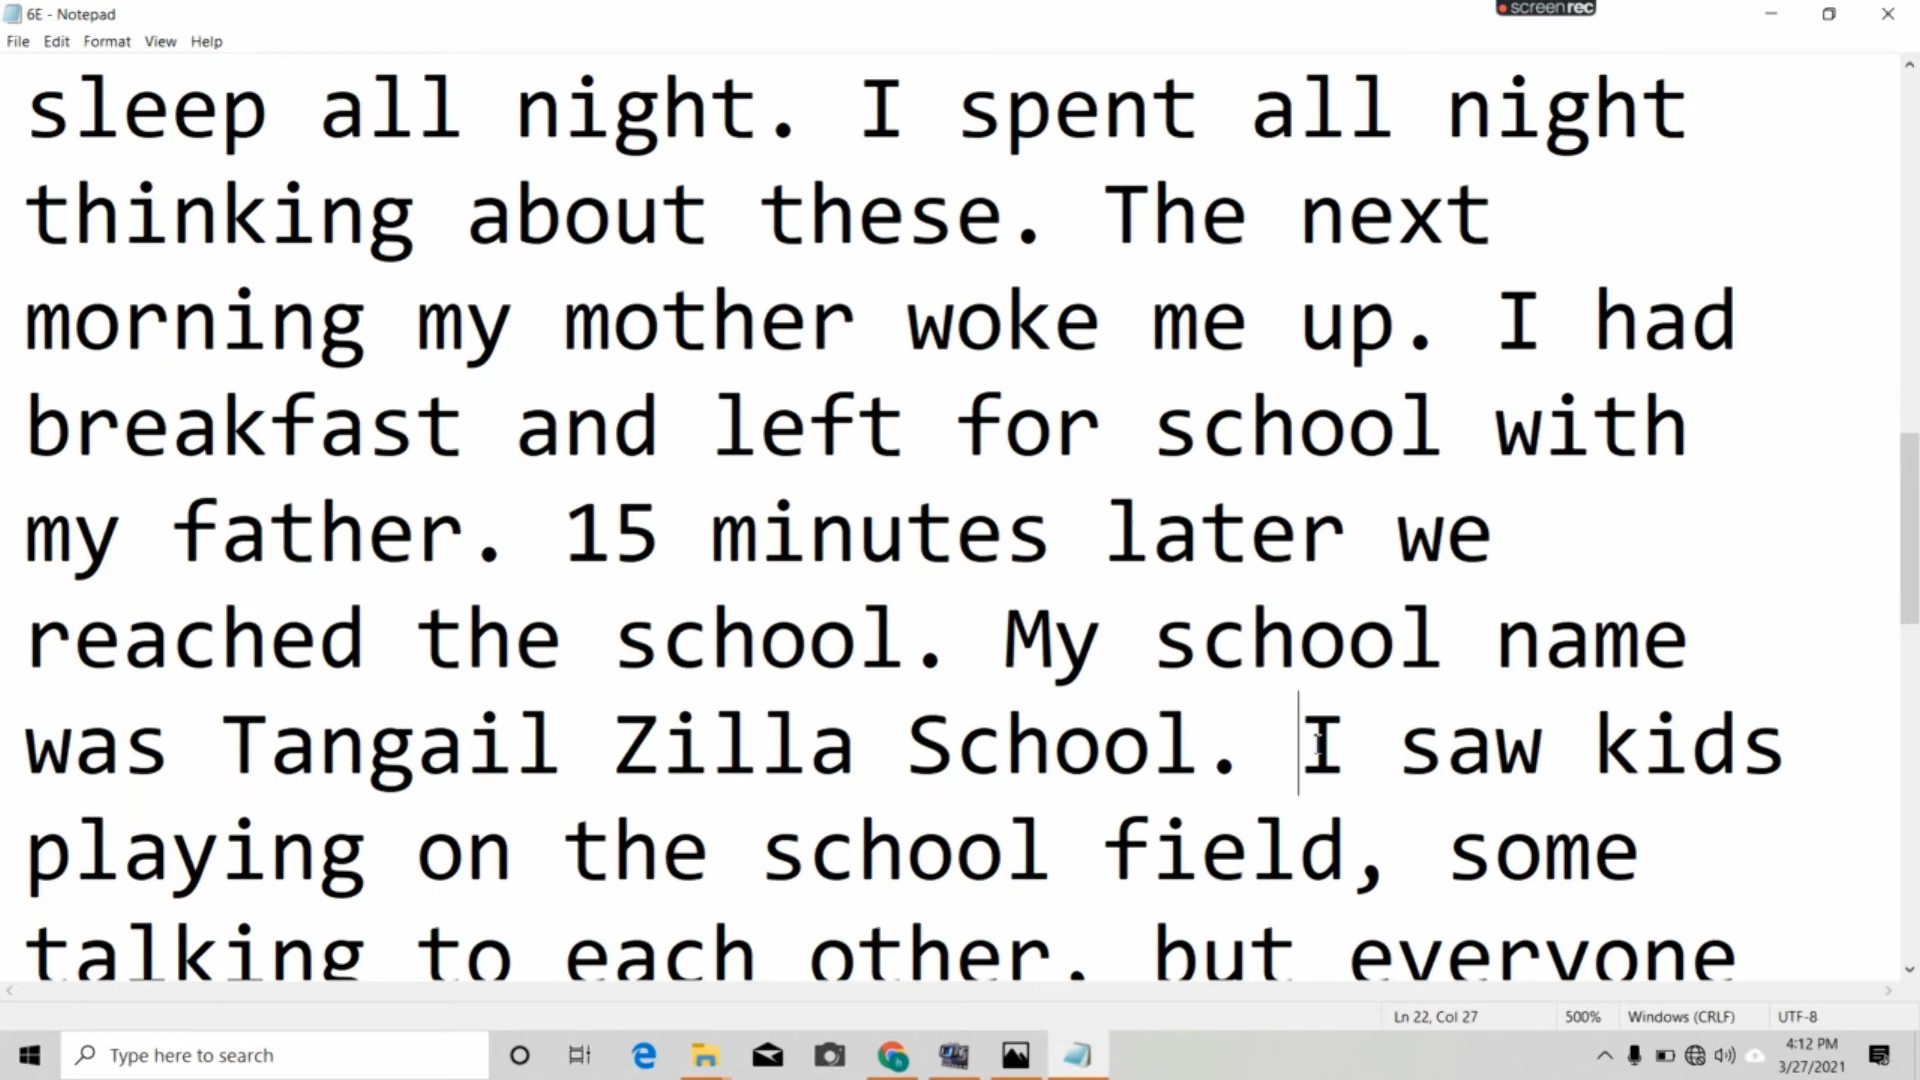 6E - Notepad
screenrec
File Edit Format View Help
sleep all night. I spent all night
thinking about these. The next
morning my mother woke me up. I had
breakfast and left for school with
my father. 15 minutes later we
reached the school. My school name
was Tangail Zilla School. I saw kids
playing on the school field, some
talking to each other, but everyone
Ln 22, Col 27 500% Windows (CRLF) UTF-8
Type here to search
4:12 PM
3/27/2021